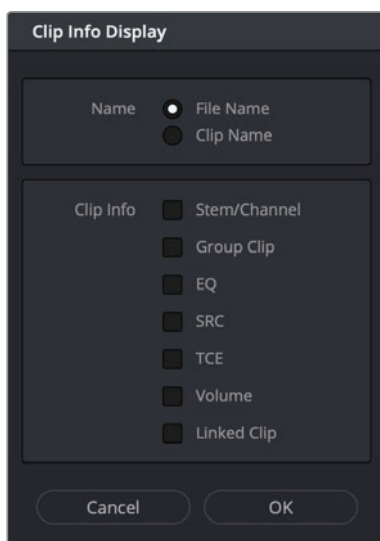 Clip Info Display
Name File Name
Clip Name
Clip Info Stem/Channel
Group Clip
EQ
SRC
TCE
Volume
Linked Clip
Cancel OK